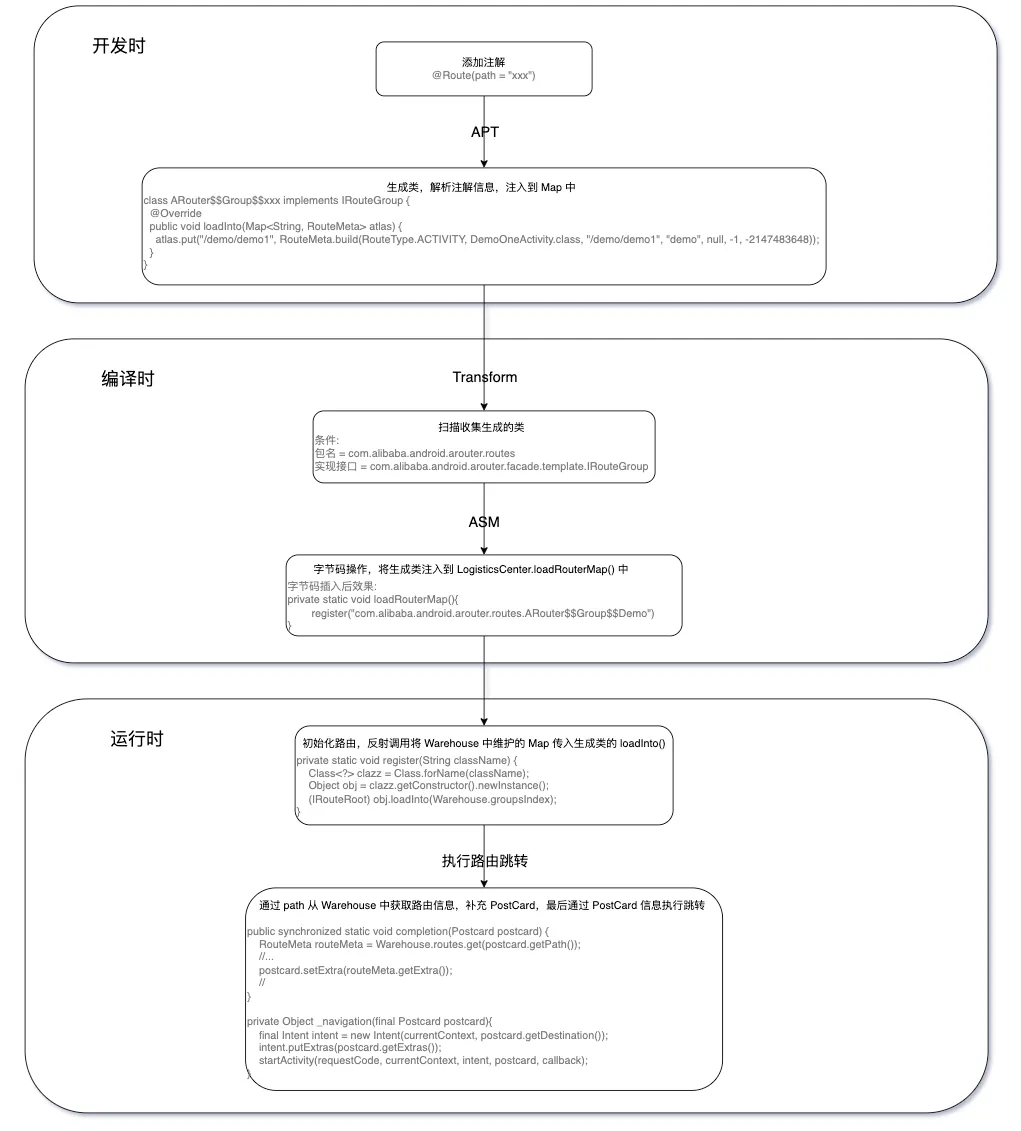 开发时
添加注解
@Route(path = "xxx")
APT
生成类，解析注解信息，注入到 Map 中
class ARouter$$Group$$xxx implements IRouteGroup {
@Override
public void loadInto(Map<String, RouteMeta> atlas) {
atlas.put("/demo/demo1", RouteMeta.build(RouteType.ACTIVITY, DemoOneActivity.class, "/demo/demo1", "demo", null, -1, -2147483648));
}
}
编译时
Transform
扫描收集生成的类
条件:
包名 = com.alibaba.android.arouter.routes
实现接口 = com.alibaba.android.arouter.facade.template.IRouteGroup
ASM
字节码操作，将生成类注入到 LogisticsCenter.loadRouterMap() 中
字节码插入后效果:
private static void loadRouterMap(){
register("com.alibaba.android.arouter.routes.ARouter$$Group$$Demo")
}
运行时
初始化路由，反射调用将 Warehouse 中维护的 Map 传入生成类的 loadInto()
private static void register(String className) {
Class<?> clazz = Class.forName(className);
Object obj = clazz.getConstructor().newInstance();
(IRouteRoot) obj.loadInto(Warehouse.groupsIndex);
}
执行路由跳转
通过 path 从 Warehouse 中获取路由信息，补充 PostCard，最后通过 PostCard 信息执行跳转
public synchronized static void completion(Postcard postcard) {
RouteMeta routeMeta = Warehouse.routes.get(postcard.getPath());
//...
postcard.setExtra(routeMeta.getExtra());
//
}
private Object _navigation(final Postcard postcard){
final Intent intent = new Intent(currentContext, postcard.getDestination());
intent.putExtras(postcard.getExtras());
startActivity(requestCode, currentContext, intent, postcard, callback);
}